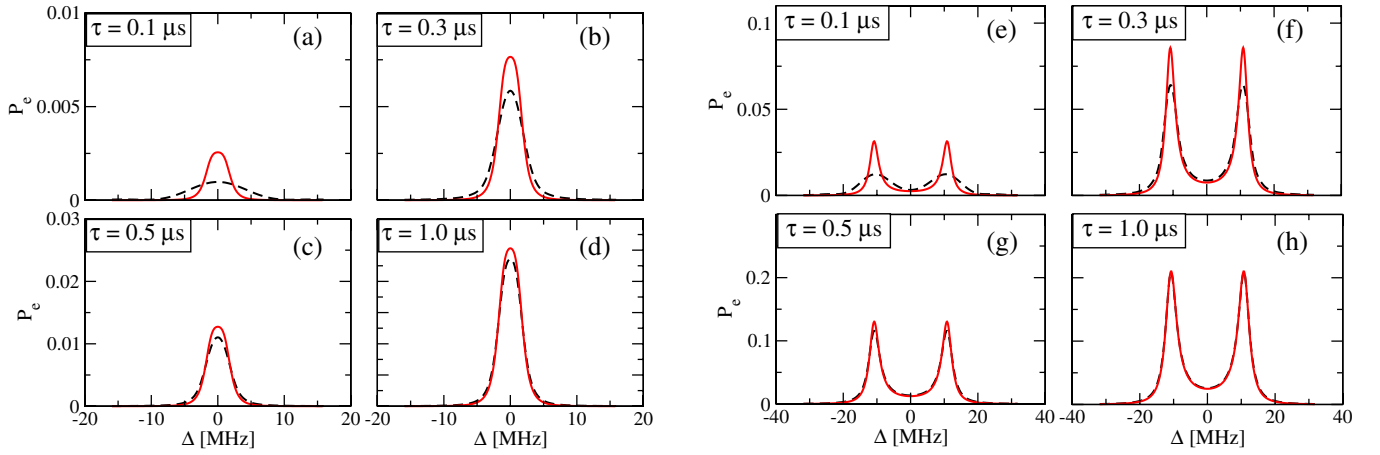 τ = 0.1 μs (a)
τ = 0.3 μs (b)
0.01
0.005
0
P_e
τ = 0.5 μs (c)
τ = 1.0 μs (d)
0.03
0.02
0.01
0
P_e
-20 -10 0 10 20
-20 -10 0 10 20
Δ [MHz]
Δ [MHz]
τ = 0.1 μs (e)
τ = 0.3 μs (f)
0.1
0.05
0
P_e
τ = 0.5 μs (g)
τ = 1.0 μs (h)
0.2
0.1
0
P_e
-40 -20 0 20 40
-40 -20 0 20 40
Δ [MHz]
Δ [MHz]